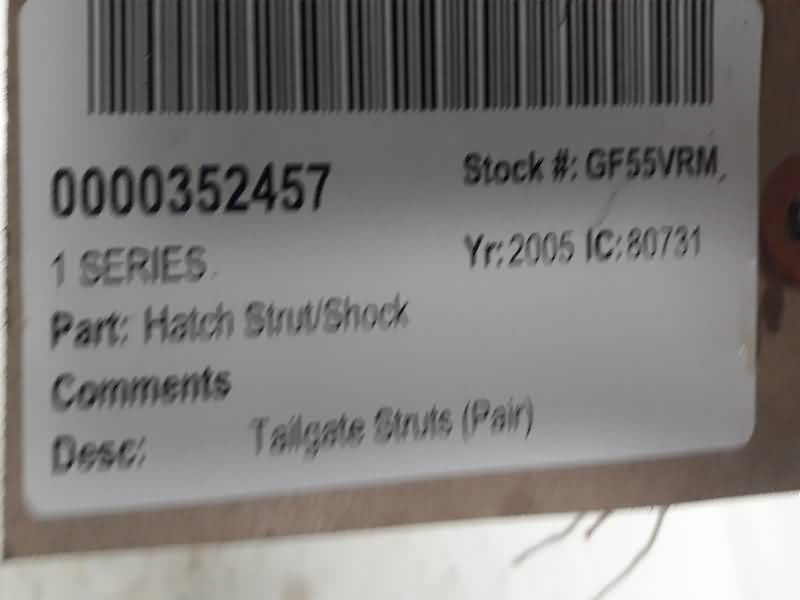 0000352457 Stock #: GF55VRM
1 SERIES Yr: 2005 IC: 80731
Part: Hatch Strut/Shock
Comments
Desc: Tailgate Struts (Pair)